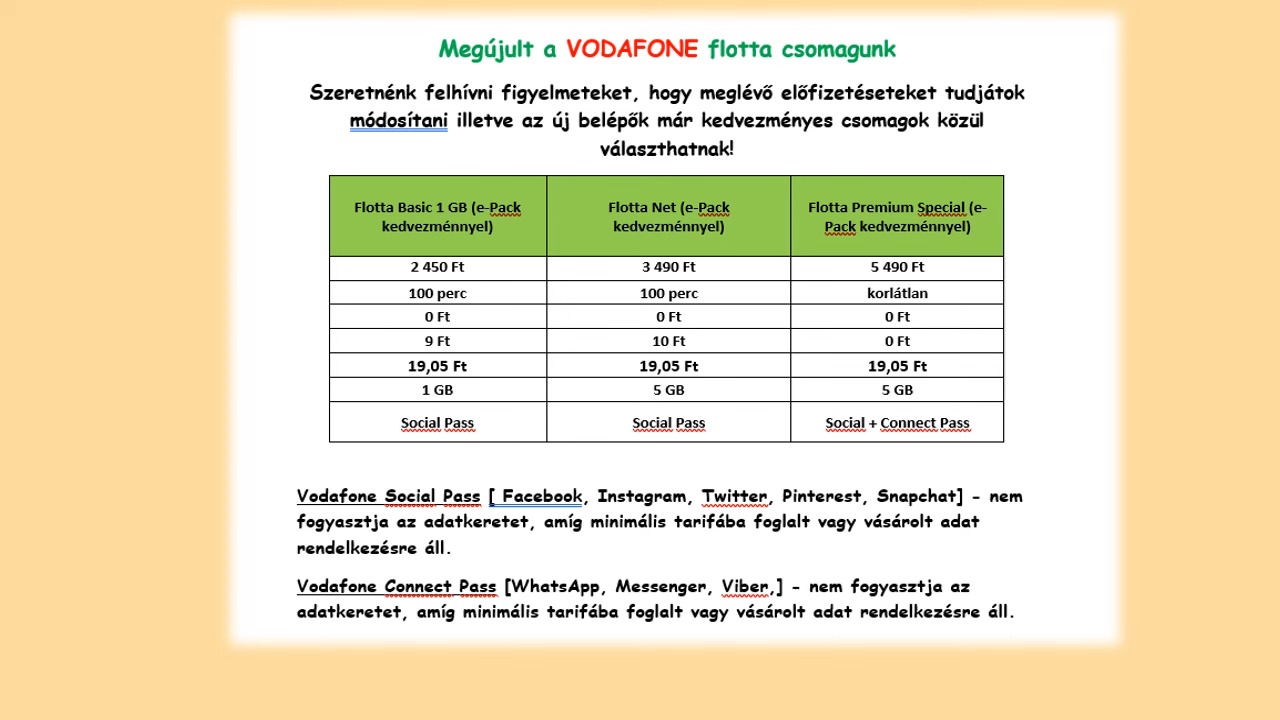 Megújult a VODAFONE flotta csomagunk
Szeretnénk felhívni figyelmeteket, hogy meglévő előfizetéseteket tudjátok
módosítani illetve az új belépők már kedvezményes csomagok közül
választhatnak!
Flotta Basic 1 GB (e-Pack kedvezménnyel) Flotta Net (e-Pack kedvezménnyel) Flotta Premium Special (e-Pack kedvezménnyel)
2 450 Ft 3 490 Ft 5 490 Ft
100 perc 100 perc korlátlan
0 Ft 0 Ft 0 Ft
9 Ft 10 Ft 0 Ft
19,05 Ft 19,05 Ft 19,05 Ft
1 GB 5 GB 5 GB
Social Pass Social Pass Social + Connect Pass
Vodafone Social Pass [ Facebook, Instagram, Twitter, Pinterest, Snapchat] - nem
fogyasztja az adatkeretet, amíg minimális tarifába foglalt vagy vásárolt adat
rendelkezésre áll.
Vodafone Connect Pass [WhatsApp, Messenger, Viber,] - nem fogyasztja az
adatkeretet, amíg minimális tarifába foglalt vagy vásárolt adat rendelkezésre áll.